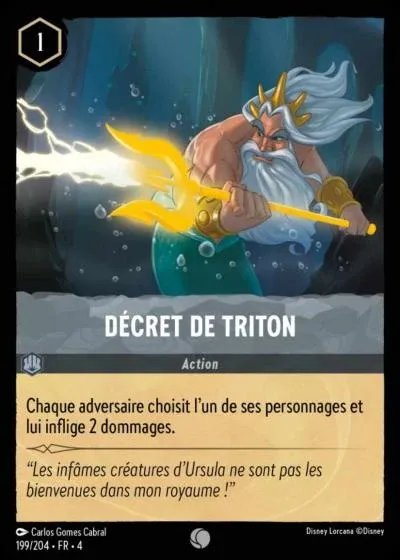 1
DÉCRET DE TRITON
Action
Chaque adversaire choisit l'un de ses personnages et
lui inflige 2 dommages.
“Les infâmes créatures d'Ursula ne sont pas les
bienvenues dans mon royaume !”
Carlos Gomes Cabral
Disney Lorcana ©Disney
199/204 • FR • 4